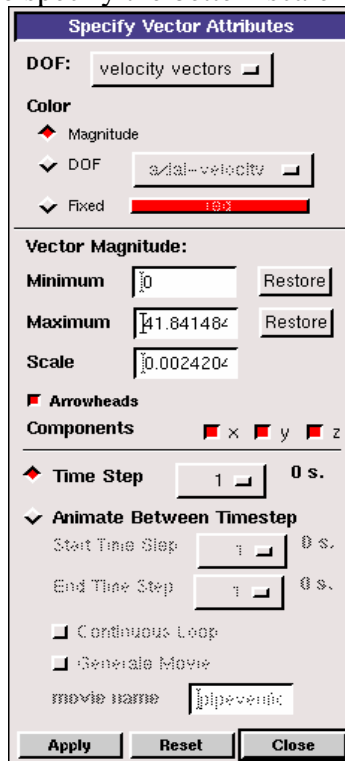 specify the
Specify Vector Attributes
DOF: velocity vectors
Color
Magnitude
DOF axial-velocity
Fixed red
Vector Magnitude:
Minimum 0 Restore
Maximum 41.841484 Restore
Scale 0.0024204
Arrowheads
Components x y z
Time Step 1 0 s.
Animate Between Timestep
Start Time Step 1 0 s.
End Time Step 1 0 s.
Continuous Loop
Generate Movie
movie name
Apply Reset Close